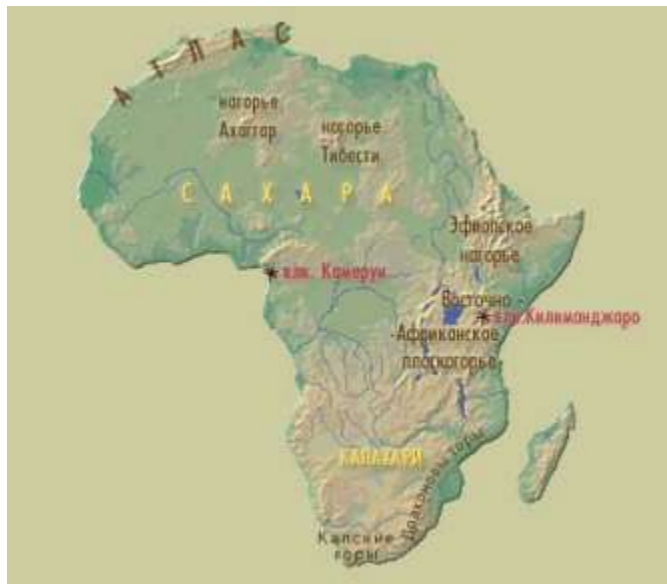 АТЛАС
нагорье
Ахаггар
нагорье
Тибести
САХАРА
Эфиопское
нагорье
влк. Камерун
Восточно -
влк.Килиманджаро
-Африканское
плоскогорье
КАЛАХАРИ
Драконовы горы
Капские
горы